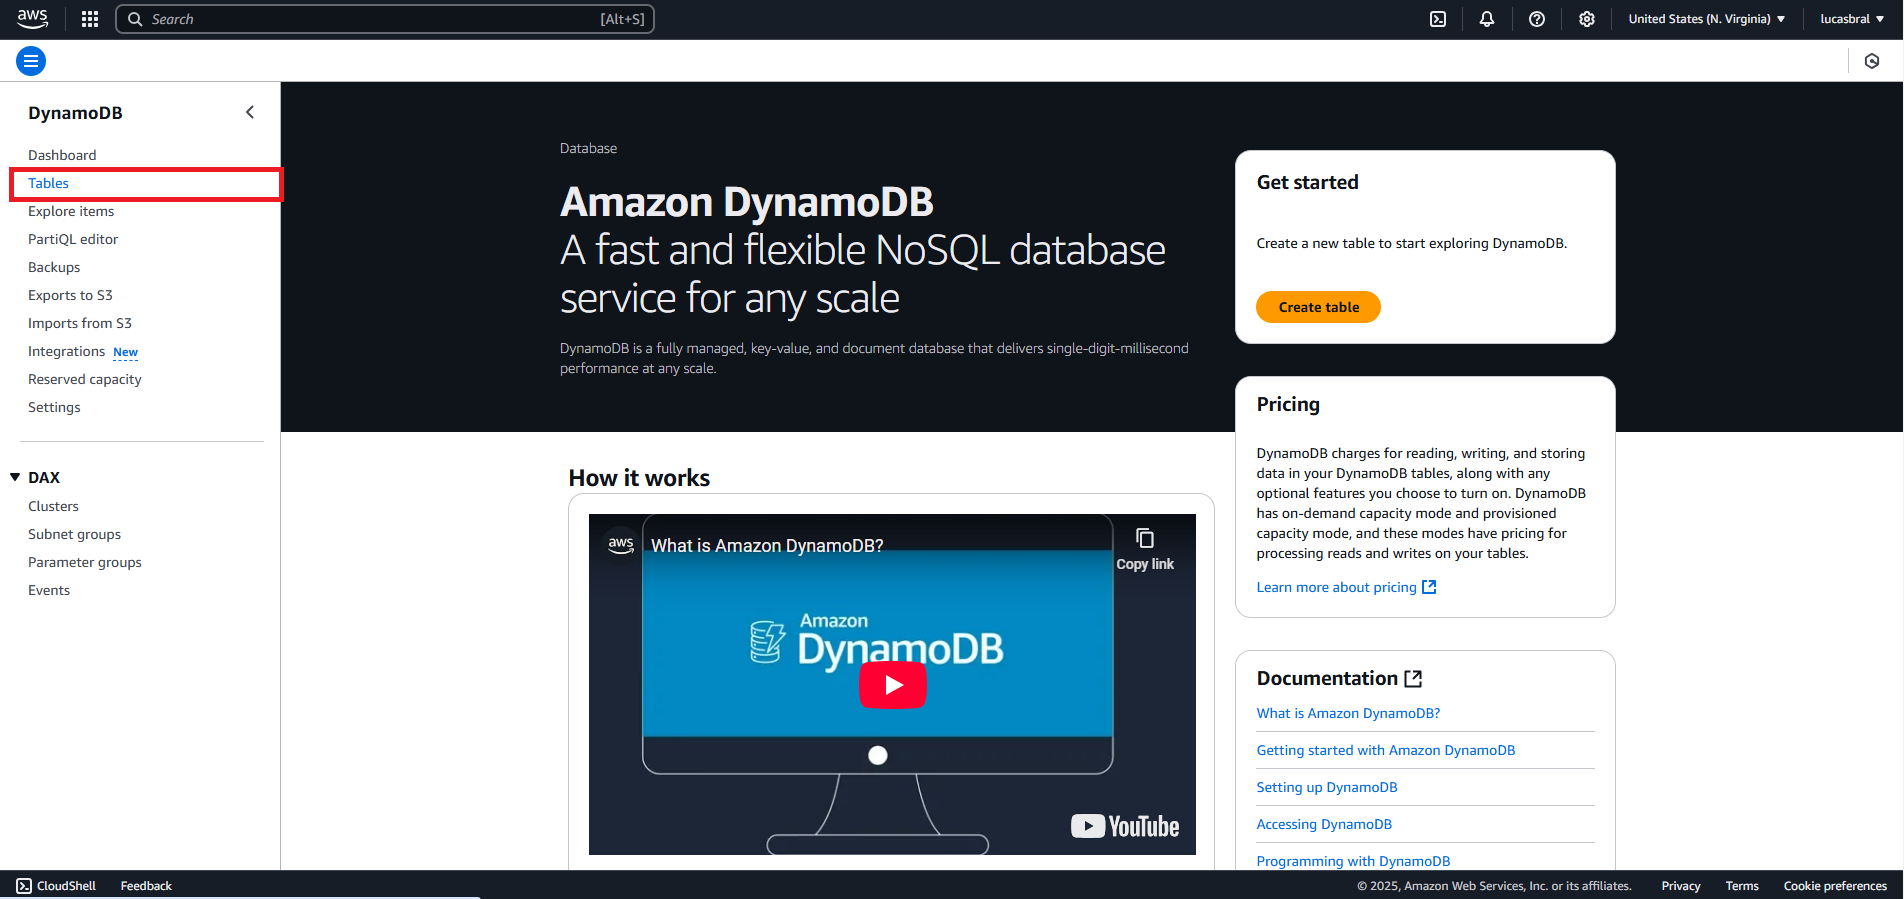 aws
Search
[Alt+S]
United States (N. Virginia)
lucasbral
DynamoDB
Dashboard
Tables
Explore items
PartiQL editor
Backups
Exports to S3
Imports from S3
Integrations New
Reserved capacity
Settings
DAX
Clusters
Subnet groups
Parameter groups
Events
Database
Amazon DynamoDB
A fast and flexible NoSQL database
service for any scale
DynamoDB is a fully managed, key-value, and document database that delivers single-digit-millisecond
performance at any scale.
Get started
Create a new table to start exploring DynamoDB.
Create table
Pricing
DynamoDB charges for reading, writing, and storing
data in your DynamoDB tables, along with any
optional features you choose to turn on. DynamoDB
has on-demand capacity mode and provisioned
capacity mode, and these modes have pricing for
processing reads and writes on your tables.
Learn more about pricing
How it works
aws
What is Amazon DynamoDB?
Copy link
Amazon
DynamoDB
YouTube
Documentation
What is Amazon DynamoDB?
Getting started with Amazon DynamoDB
Setting up DynamoDB
Accessing DynamoDB
Programming with DynamoDB
CloudShell
Feedback
© 2025, Amazon Web Services, Inc. or its affiliates.
Privacy
Terms
Cookie preferences